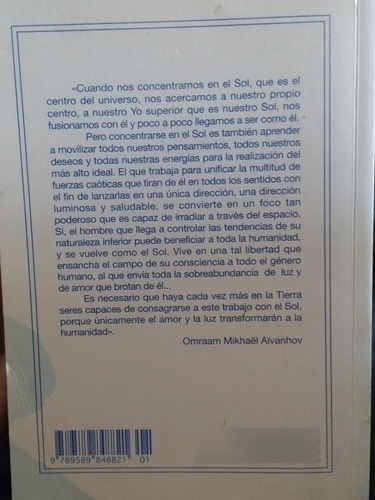 «Cuando nos concentramos en el Sol, que es el
centro del universo, nos acercamos a nuestro propio
centro, a nuestro Yo superior que es nuestro Sol, nos
fusionamos con él y poco a poco llegamos a ser como él.
Pero concentrarse en el Sol es también aprender
a movilizar todos nuestros pensamientos, todos nuestros
deseos y todas nuestras energías para la realización del
más alto ideal. El que trabaja para unificar la multitud de
fuerzas caóticas que tiran de él en todos los sentidos con
el fin de lanzarlas en una única dirección, una dirección
luminosa y saludable, se convierte en un foco tan
poderoso que es capaz de irradiar a través del espacio.
Sí, el hombre que llega a controlar las tendencias de su
naturaleza inferior puede beneficiar a toda la humanidad,
y se vuelve como el Sol. Vive en una tal libertad que
ensancha el campo de su consciencia a todo el género
humano, al que envía toda la sobreabundancia de luz y
de amor que brotan de él...
Es necesario que haya cada vez más en la Tierra
seres capaces de consagrarse a este trabajo con el Sol,
porque únicamente el amor y la luz transformarán a la
humanidad».
Omraam Mikhaël Aïvanhov
9 789589 848821 01